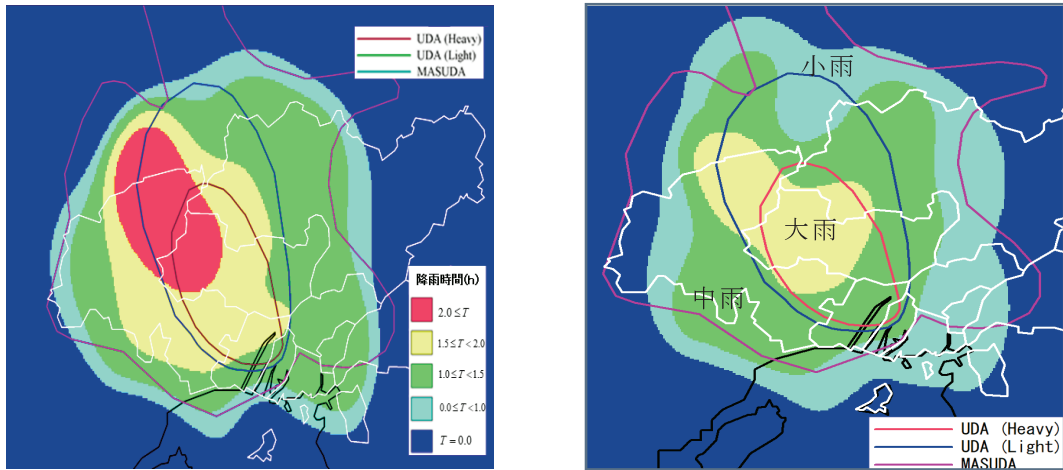 UDA (Heavy)
UDA (Light)
MASUDA
降雨時間(h)
2.0≤T
1.5≤T<2.0
1.0≤T<1.5
0.0≤T<1.0
T=0.0
小雨
大雨
中雨
UDA (Heavy)
UDA (Light)
MASUDA